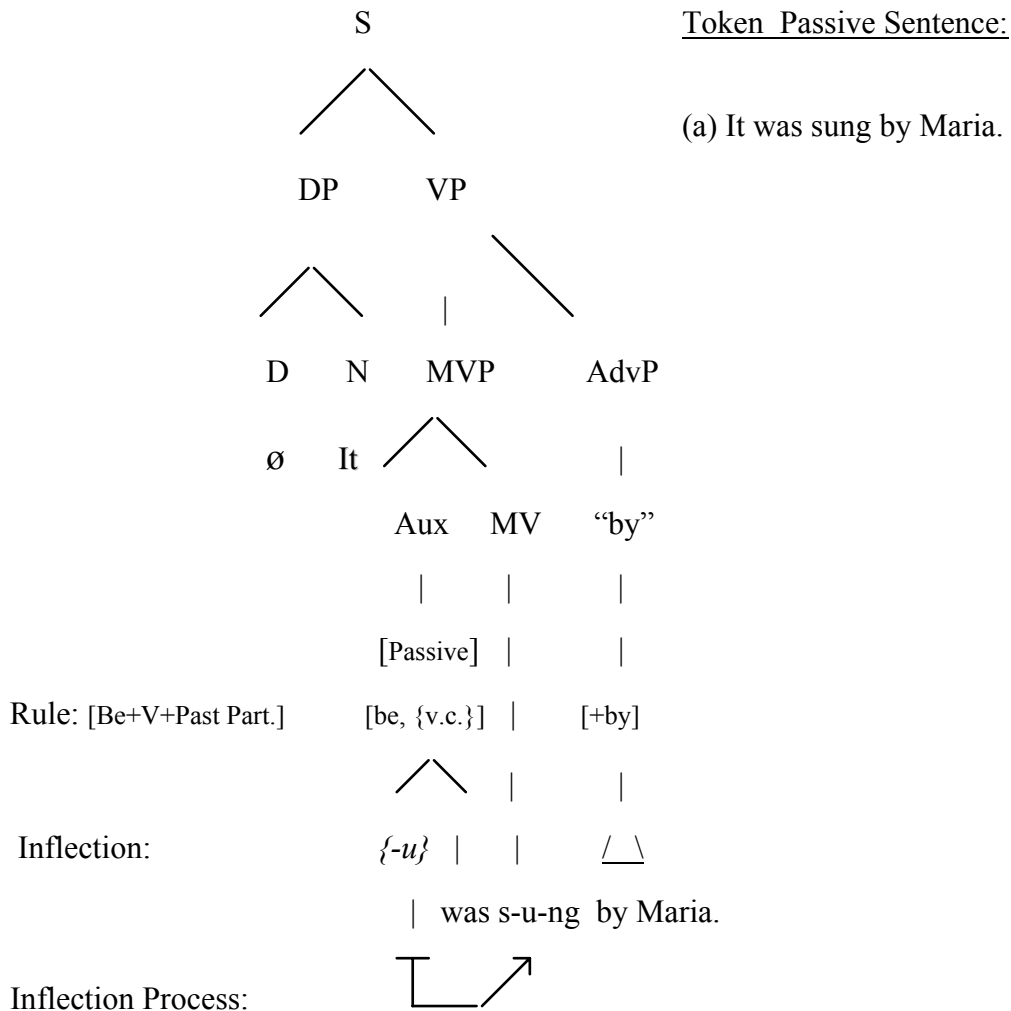 S Token Passive Sentence:
(a) It was sung by Maria.
DP VP
|
D N MVP AdvP
ø It |
Aux MV “by”
| | |
[Passive] | |
Rule: [Be+V+Past Part.] [be, {v.c.}] | [+by]
| |
Inflection: {-u} | | /__\
| was s-u-ng by Maria.
Inflection Process: